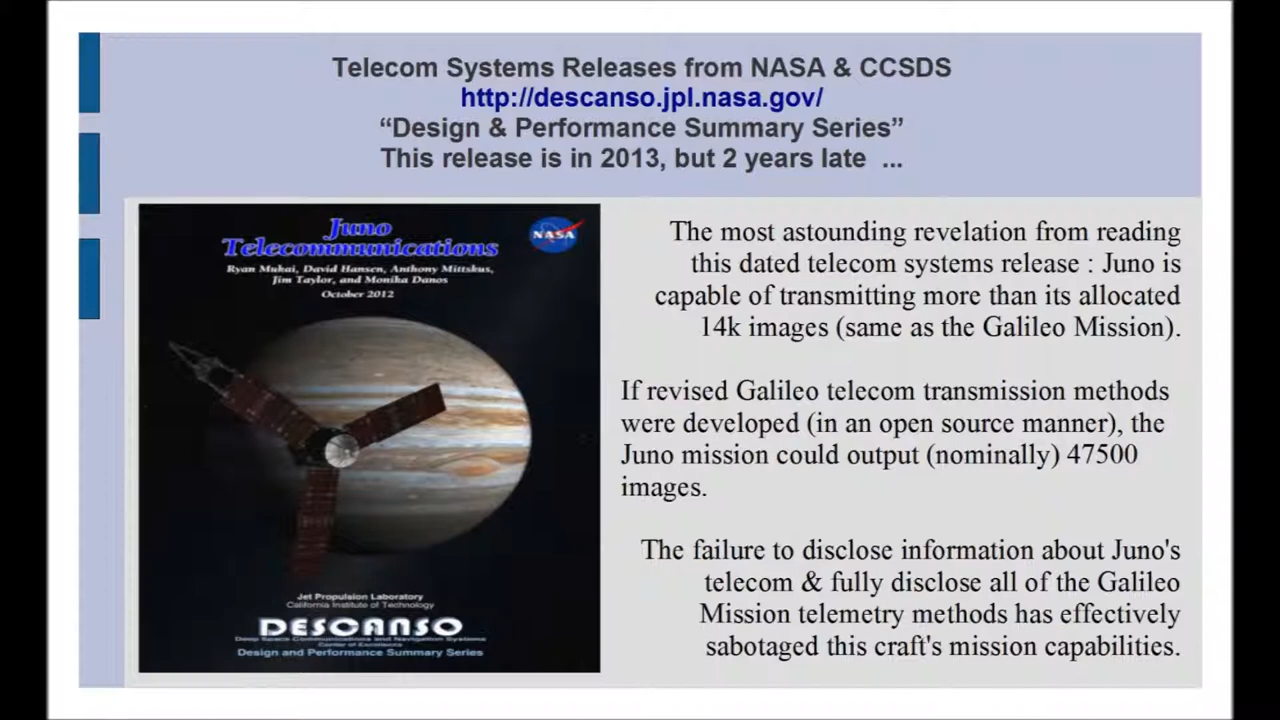 Telecom Systems Releases from NASA & CCSDS
http://descanso.jpl.nasa.gov/
“Design & Performance Summary Series”
This release is in 2013, but 2 years late ...
Juno
Telecommunications
NASA
Ryan Mukai, David Hansen, Anthony Mittskus,
Jim Taylor, and Monika Danos
October 2012
Jet Propulsion Laboratory
California Institute of Technology
DESCANSO
Deep Space Communications and Navigation Systems
Center of Excellence
Design and Performance Summary Series
The most astounding revelation from reading
this dated telecom systems release : Juno is
capable of transmitting more than its allocated
14k images (same as the Galileo Mission).
If revised Galileo telecom transmission methods
were developed (in an open source manner), the
Juno mission could output (nominally) 47500
images.
The failure to disclose information about Juno's
telecom & fully disclose all of the Galileo
Mission telemetry methods has effectively
sabotaged this craft's mission capabilities.